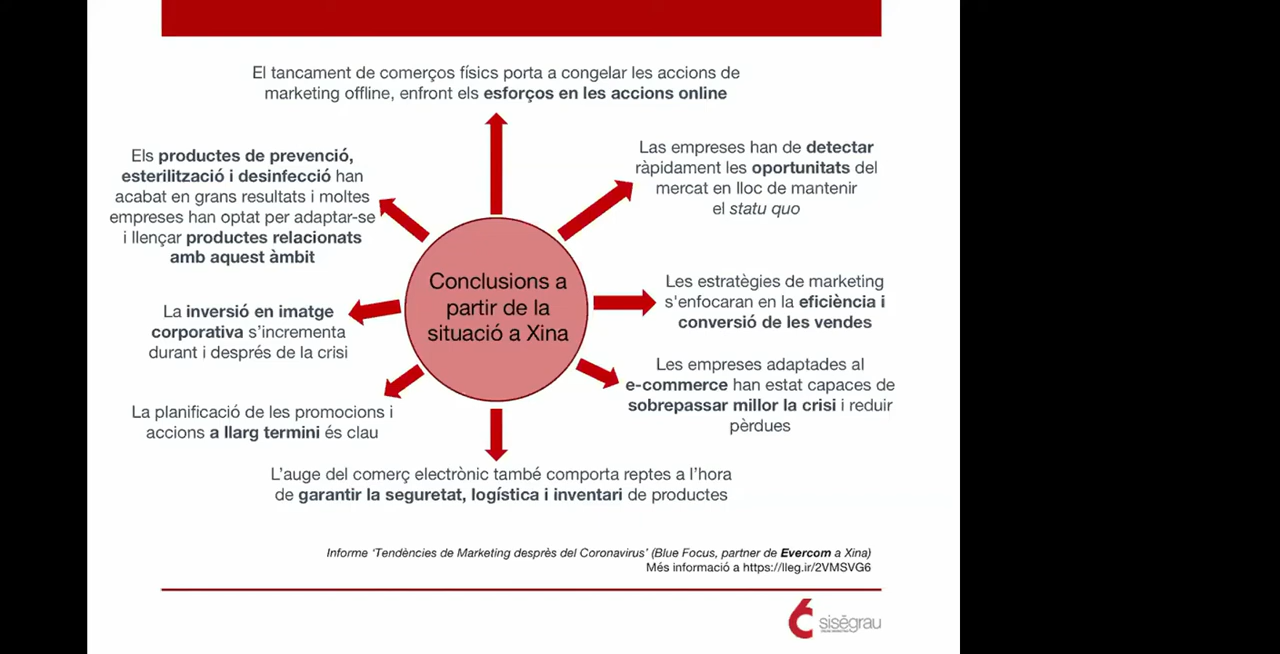 El tancament de comerços físics porta a congelar les accions de
marketing offline, enfront els esforços en les accions online
Las empreses han de detectar
ràpidament les oportunitats del
mercat en lloc de mantenir
el statu quo
Les estratègies de marketing
s'enfocaran en la eficiència i
conversió de les vendes
Les empreses adaptades al
e-commerce han estat capaces de
sobrepassar millor la crisi i reduir
pèrdues
L’auge del comerç electrònic també comporta reptes a l’hora
de garantir la seguretat, logística i inventari de productes
La planificació de les promocions i
accions a llarg termini és clau
La inversió en imatge
corporativa s’incrementa
durant i després de la crisi
Els productes de prevenció,
esterilització i desinfecció han
acabat en grans resultats i moltes
empreses han optat per adaptar-se
i llençar productes relacionats
amb aquest àmbit
Conclusions a
partir de la
situació a Xina
Informe ‘Tendències de Marketing desprès del Coronavirus’ (Blue Focus, partner de Evercom a Xina)
Més informació a https://lleg.ir/2VMSVG6
6 sisègrau